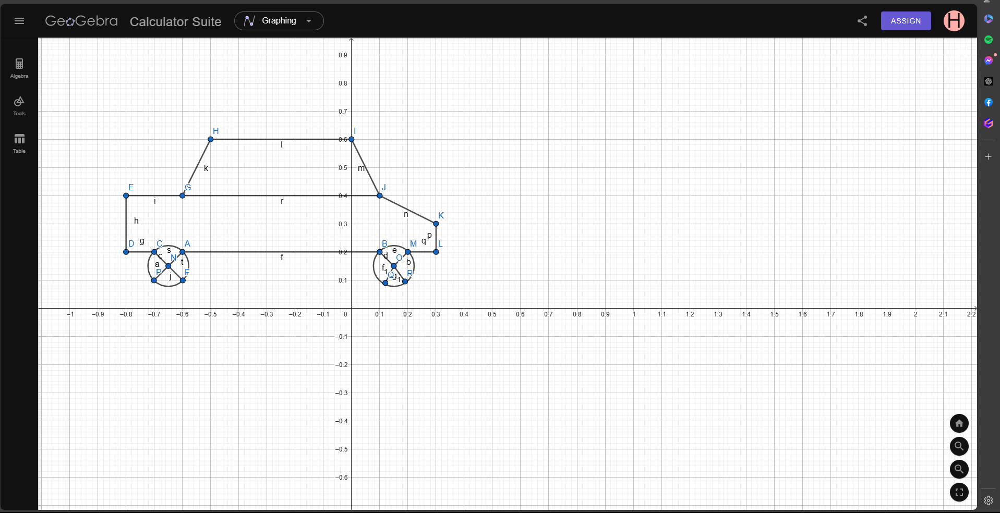 GeoGebra Calculator Suite Graphing ASSIGN H
Algebra
Tools
Table
0.9
0.8
0.7
H I
0.6
l
k 0.5 m
E G J
0.4
i r
n K
h 0.3
p
g q
D C A B M L
s 0.2 e
c f d
N O
a t b
P F f₁ Q R
j g₁
0.1
–1 –0.9 –0.8 –0.7 –0.6 –0.5 –0.4 –0.3 –0.2 –0.1 0 0.1 0.2 0.3 0.4 0.5 0.6 0.7 0.8 0.9 1 1.1 1.2 1.3 1.4 1.5 1.6 1.7 1.8 1.9 2 2.1 2.2
–0.1
–0.2
–0.3
–0.4
–0.5
–0.6